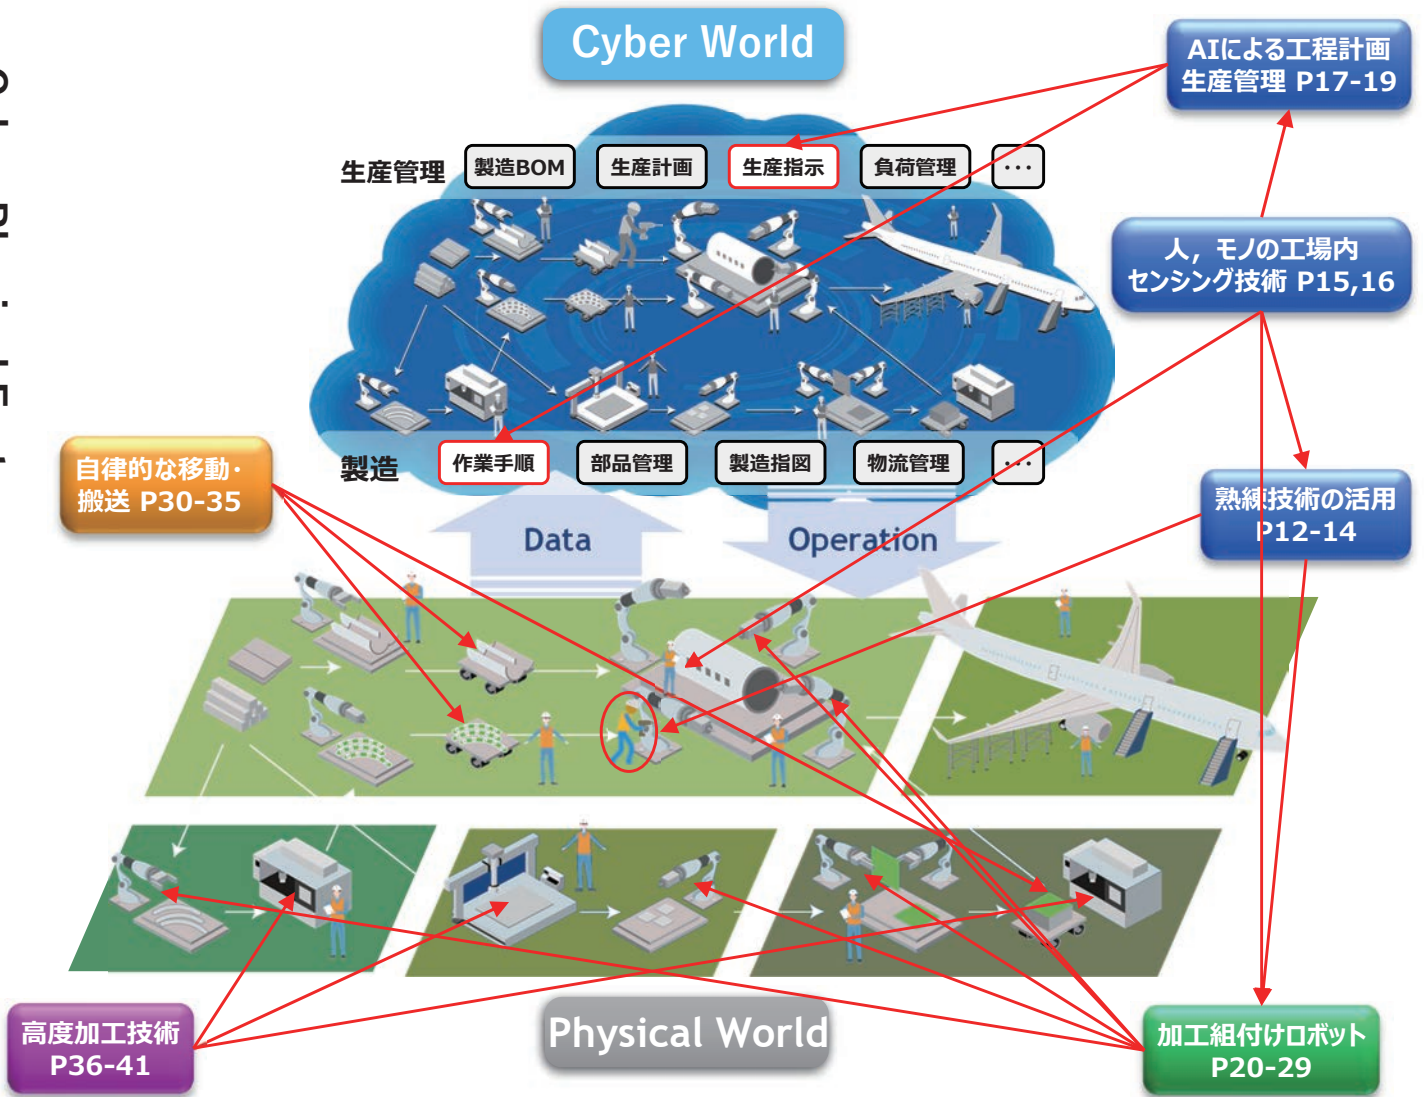 Cyber World
AIによる工程計画
生産管理 P17-19
生産管理
製造BOM
生産計画
生産指示
負荷管理
...
人，モノの工場内
センシング技術 P15,16
製造
作業手順
部品管理
製造指図
物流管理
...
自律的な移動・
搬送 P30-35
熟練技術の活用
P12-14
Data
Operation
高度加工技術
P36-41
Physical World
加工組付けロボット
P20-29